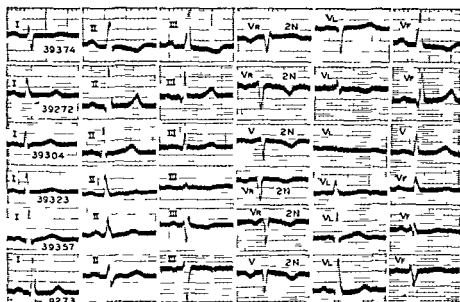 I II III VR 2N VL VF
39374
I II III VR 2N VL VF
39272
I II III V 2N VL V
39304
I II III VR 2N VL VF
39323
I II III VR 2N VL VF
39357
I II III V 2N VL VF
9273